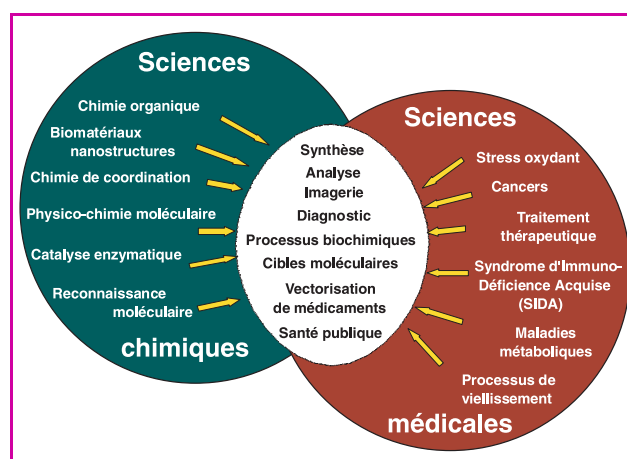 Sciences
Chimie organique
Biomatériaux
nanostructures
Chimie de coordination
Physico-chimie moléculaire
Catalyse enzymatique
Reconnaissance
moléculaire
chimiques
Synthèse
Analyse
Imagerie
Diagnostic
Processus biochimiques
Cibles moléculaires
Vectorisation
de médicaments
Santé publique
Sciences
Stress oxydant
Cancers
Traitement
thérapeutique
Syndrome d'Immuno-
Déficience Acquise
(SIDA)
Maladies
métaboliques
Processus de
viellissement
médicales